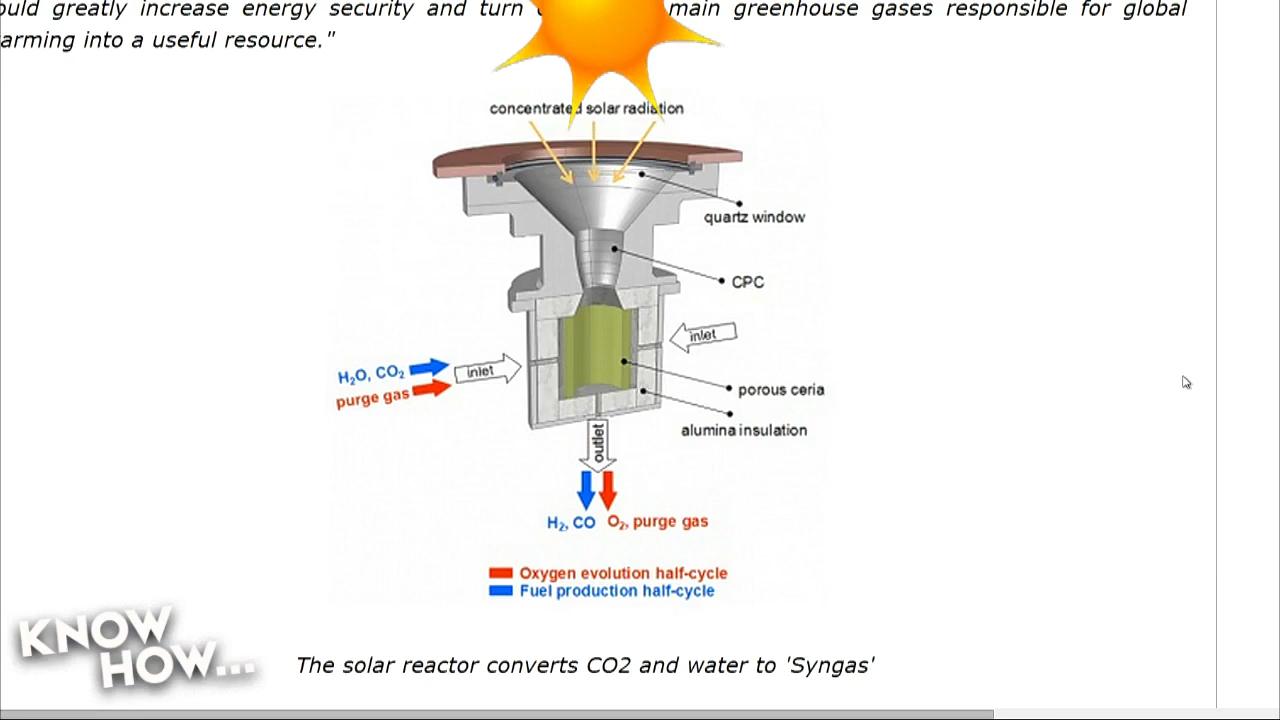 ould greatly increase energy security and turn main greenhouse gases responsible for global
arming into a useful resource."
concentrated solar radiation
quartz window
CPC
inlet
H₂O, CO₂
inlet
purge gas
porous ceria
alumina insulation
outlet
H₂, CO O₂, purge gas
Oxygen evolution half-cycle
Fuel production half-cycle
KNOW
HOW...
The solar reactor converts CO2 and water to 'Syngas'